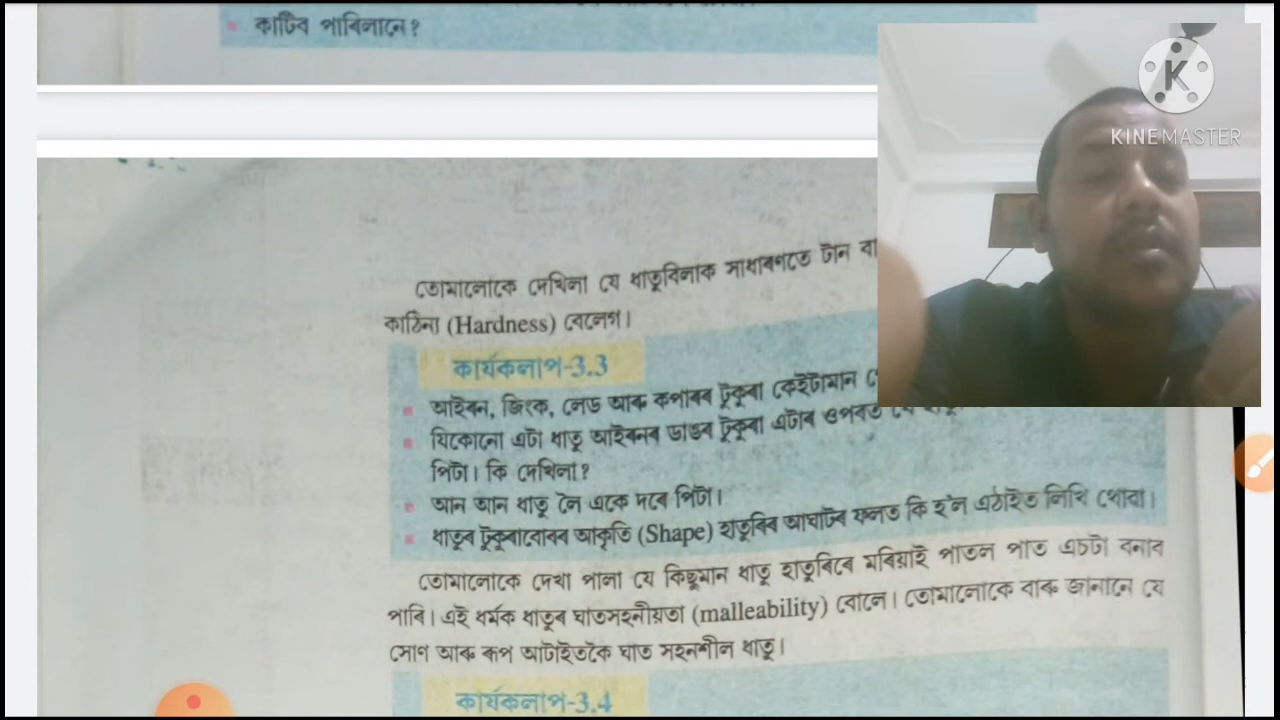 কাটিব পাৰিলানে?
KINEMASTER
তোমালোকে দেখিলা যে ধাতুবিলাক সাধাৰণতে টান
কাঠিন্য (Hardness) বেলেগ।
কাৰ্যকলাপ-3.3
আইৰন, জিংক, লেড আৰু কপাৰৰ টুকুৰা কেইটামান
যিকোনো এটা ধাতু আইৰনৰ ডাঙৰ টুকুৰা এটাৰ ওপৰত
পিটা। কি দেখিলা?
আন আন ধাতু লৈ একে দৰে পিটা।
ধাতুৰ টুকুৰাবোৰৰ আকৃতি (Shape) হাতুৰিৰ আঘাটৰ ফলত কি হ'ল এঠাইত লিখি থোৱা।
তোমালোকে দেখা পালা যে কিছুমান ধাতু হাতুৰিৰে মৰিয়াই পাতল পাত এচটা বনাব
পাৰি। এই ধৰ্মক ধাতুৰ ঘাতসহনীয়তা (malleability) বোলে। তোমালোকে বাৰু জানানে যে
সোণ আৰু ৰূপ আটাইতকৈ ঘাত সহনশীল ধাতু।
কাৰ্যকলাপ-3.4